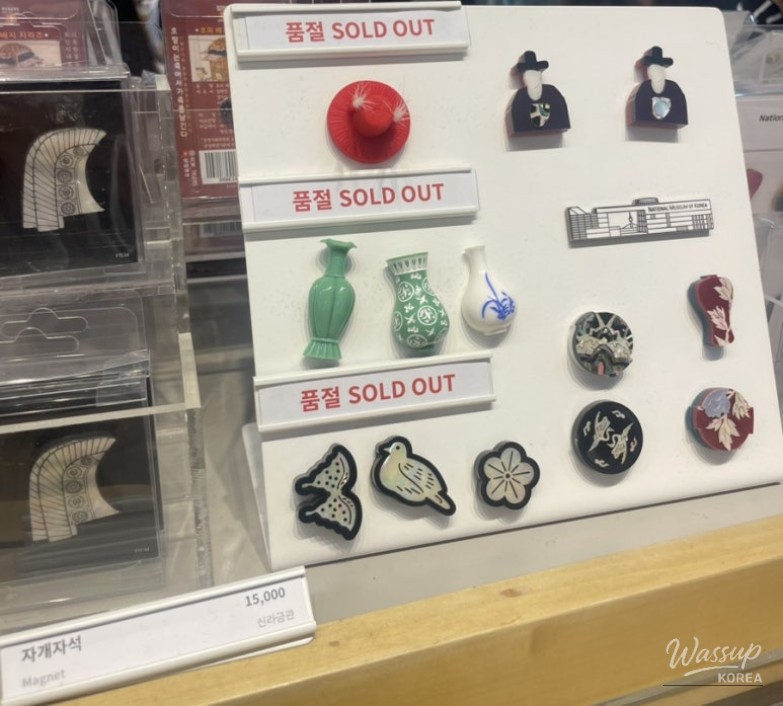 품절 SOLD OUT
NATIONAL MUSEUM OF KOREA
품절 SOLD OUT
품절 SOLD OUT
15,000
신라금관
자개자석
Magnet
Nation
Wassup
KOREA